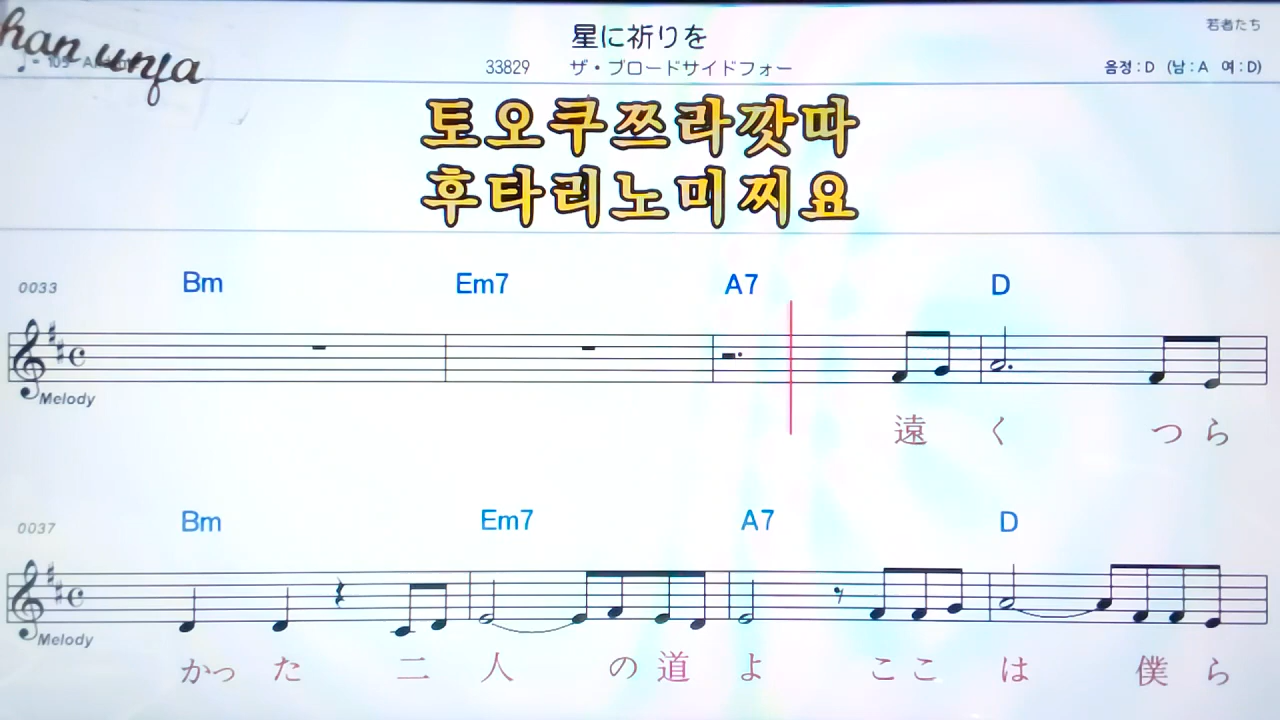 han unfa
星に祈りを
若者たち
33829 ザ・ブロードサイドフォー
음정:D (남:A 여:D)
토오쿠쯔라깟따
후타리노미찌요
0033 Bm Em7 A7 D
Melody
遠 く つ ら
0037 Bm Em7 A7 D
Melody
かっ た 二 人 の 道 よ こ こ は 僕 ら